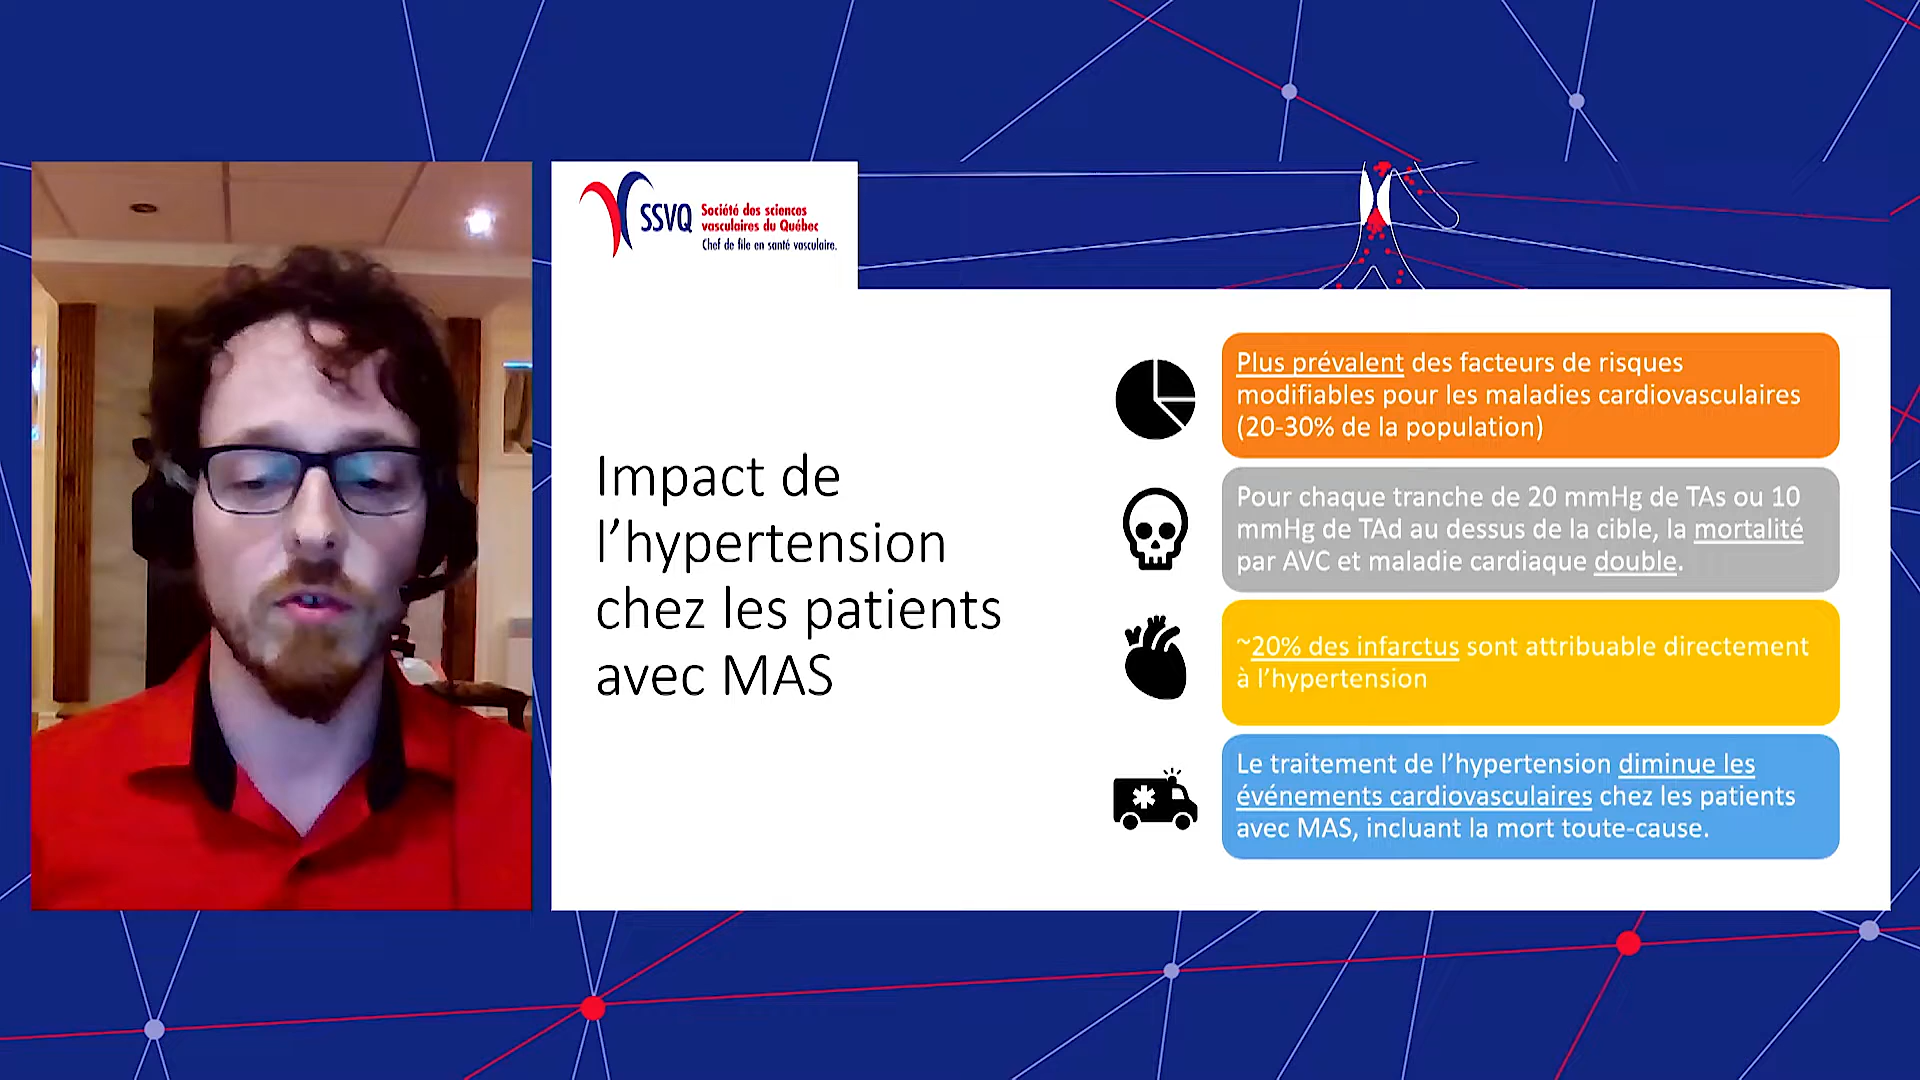 SSVQ
Société des sciences
vasculaires du Québec
Chef de file en santé vasculaire.
Impact de
l’hypertension
chez les patients
avec MAS
Plus prévalent des facteurs de risques
modifiables pour les maladies cardiovasculaires
(20-30% de la population)
Pour chaque tranche de 20 mmHg de TAs ou 10
mmHg de TAd au dessus de la cible, la mortalité
par AVC et maladie cardiaque double.
~20% des infarctus sont attribuable directement
à l’hypertension
Le traitement de l’hypertension diminue les
événements cardiovasculaires chez les patients
avec MAS, incluant la mort toute-cause.